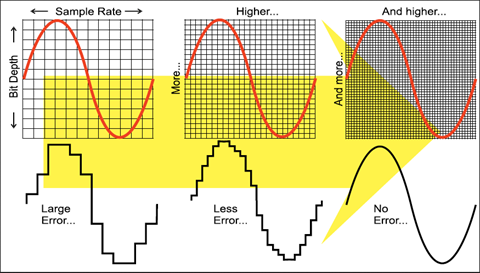 Sample Rate
Higher...
And higher...
Bit Depth
More...
And more...
Large
Error...
Less
Error...
No
Error...